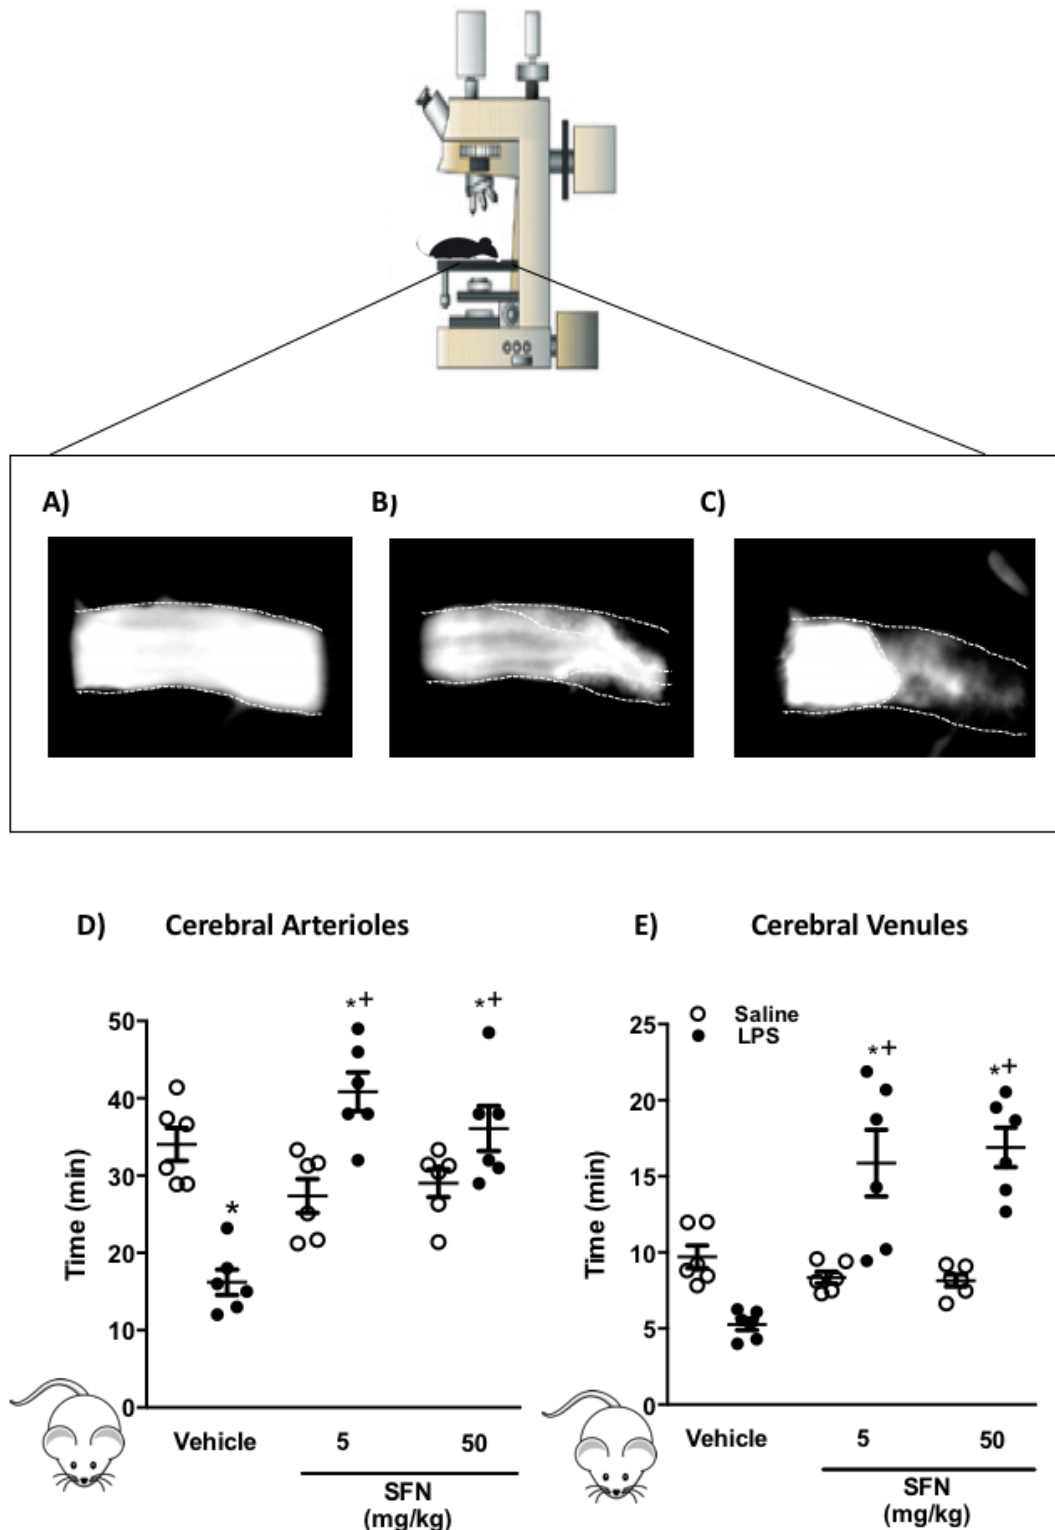 A)
B)
C)
D)
Cerebral Arterioles
E)
Cerebral Venules
Time (min)
50
40
30
20
10
0
*+
*+
*
Vehicle
5
50
SFN
(mg/kg)
Time (min)
25
20
15
10
5
0
Saline
LPS
*+
*+
Vehicle
5
50
SFN
(mg/kg)